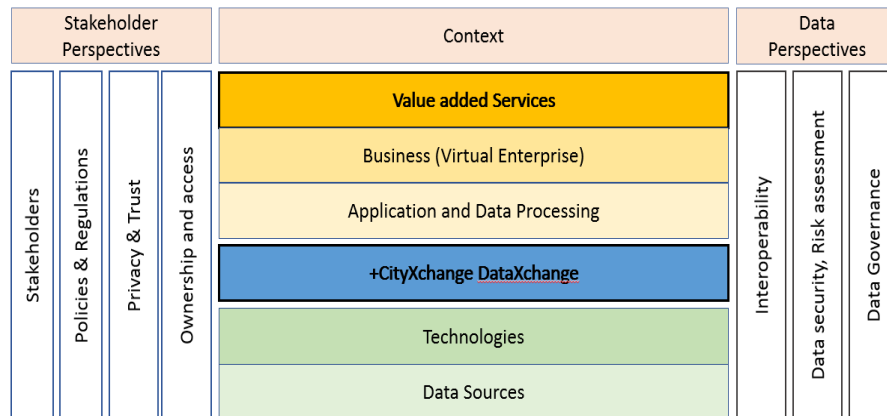 Stakeholder
Perspectives
Context
Data
Perspectives
Stakeholders
Policies & Regulations
Privacy & Trust
Ownership and access
Value added Services
Business (Virtual Enterprise)
Application and Data Processing
+CityXchange DataXchange
Technologies
Data Sources
Interoperability
Data security, Risk assessment
Data Governance